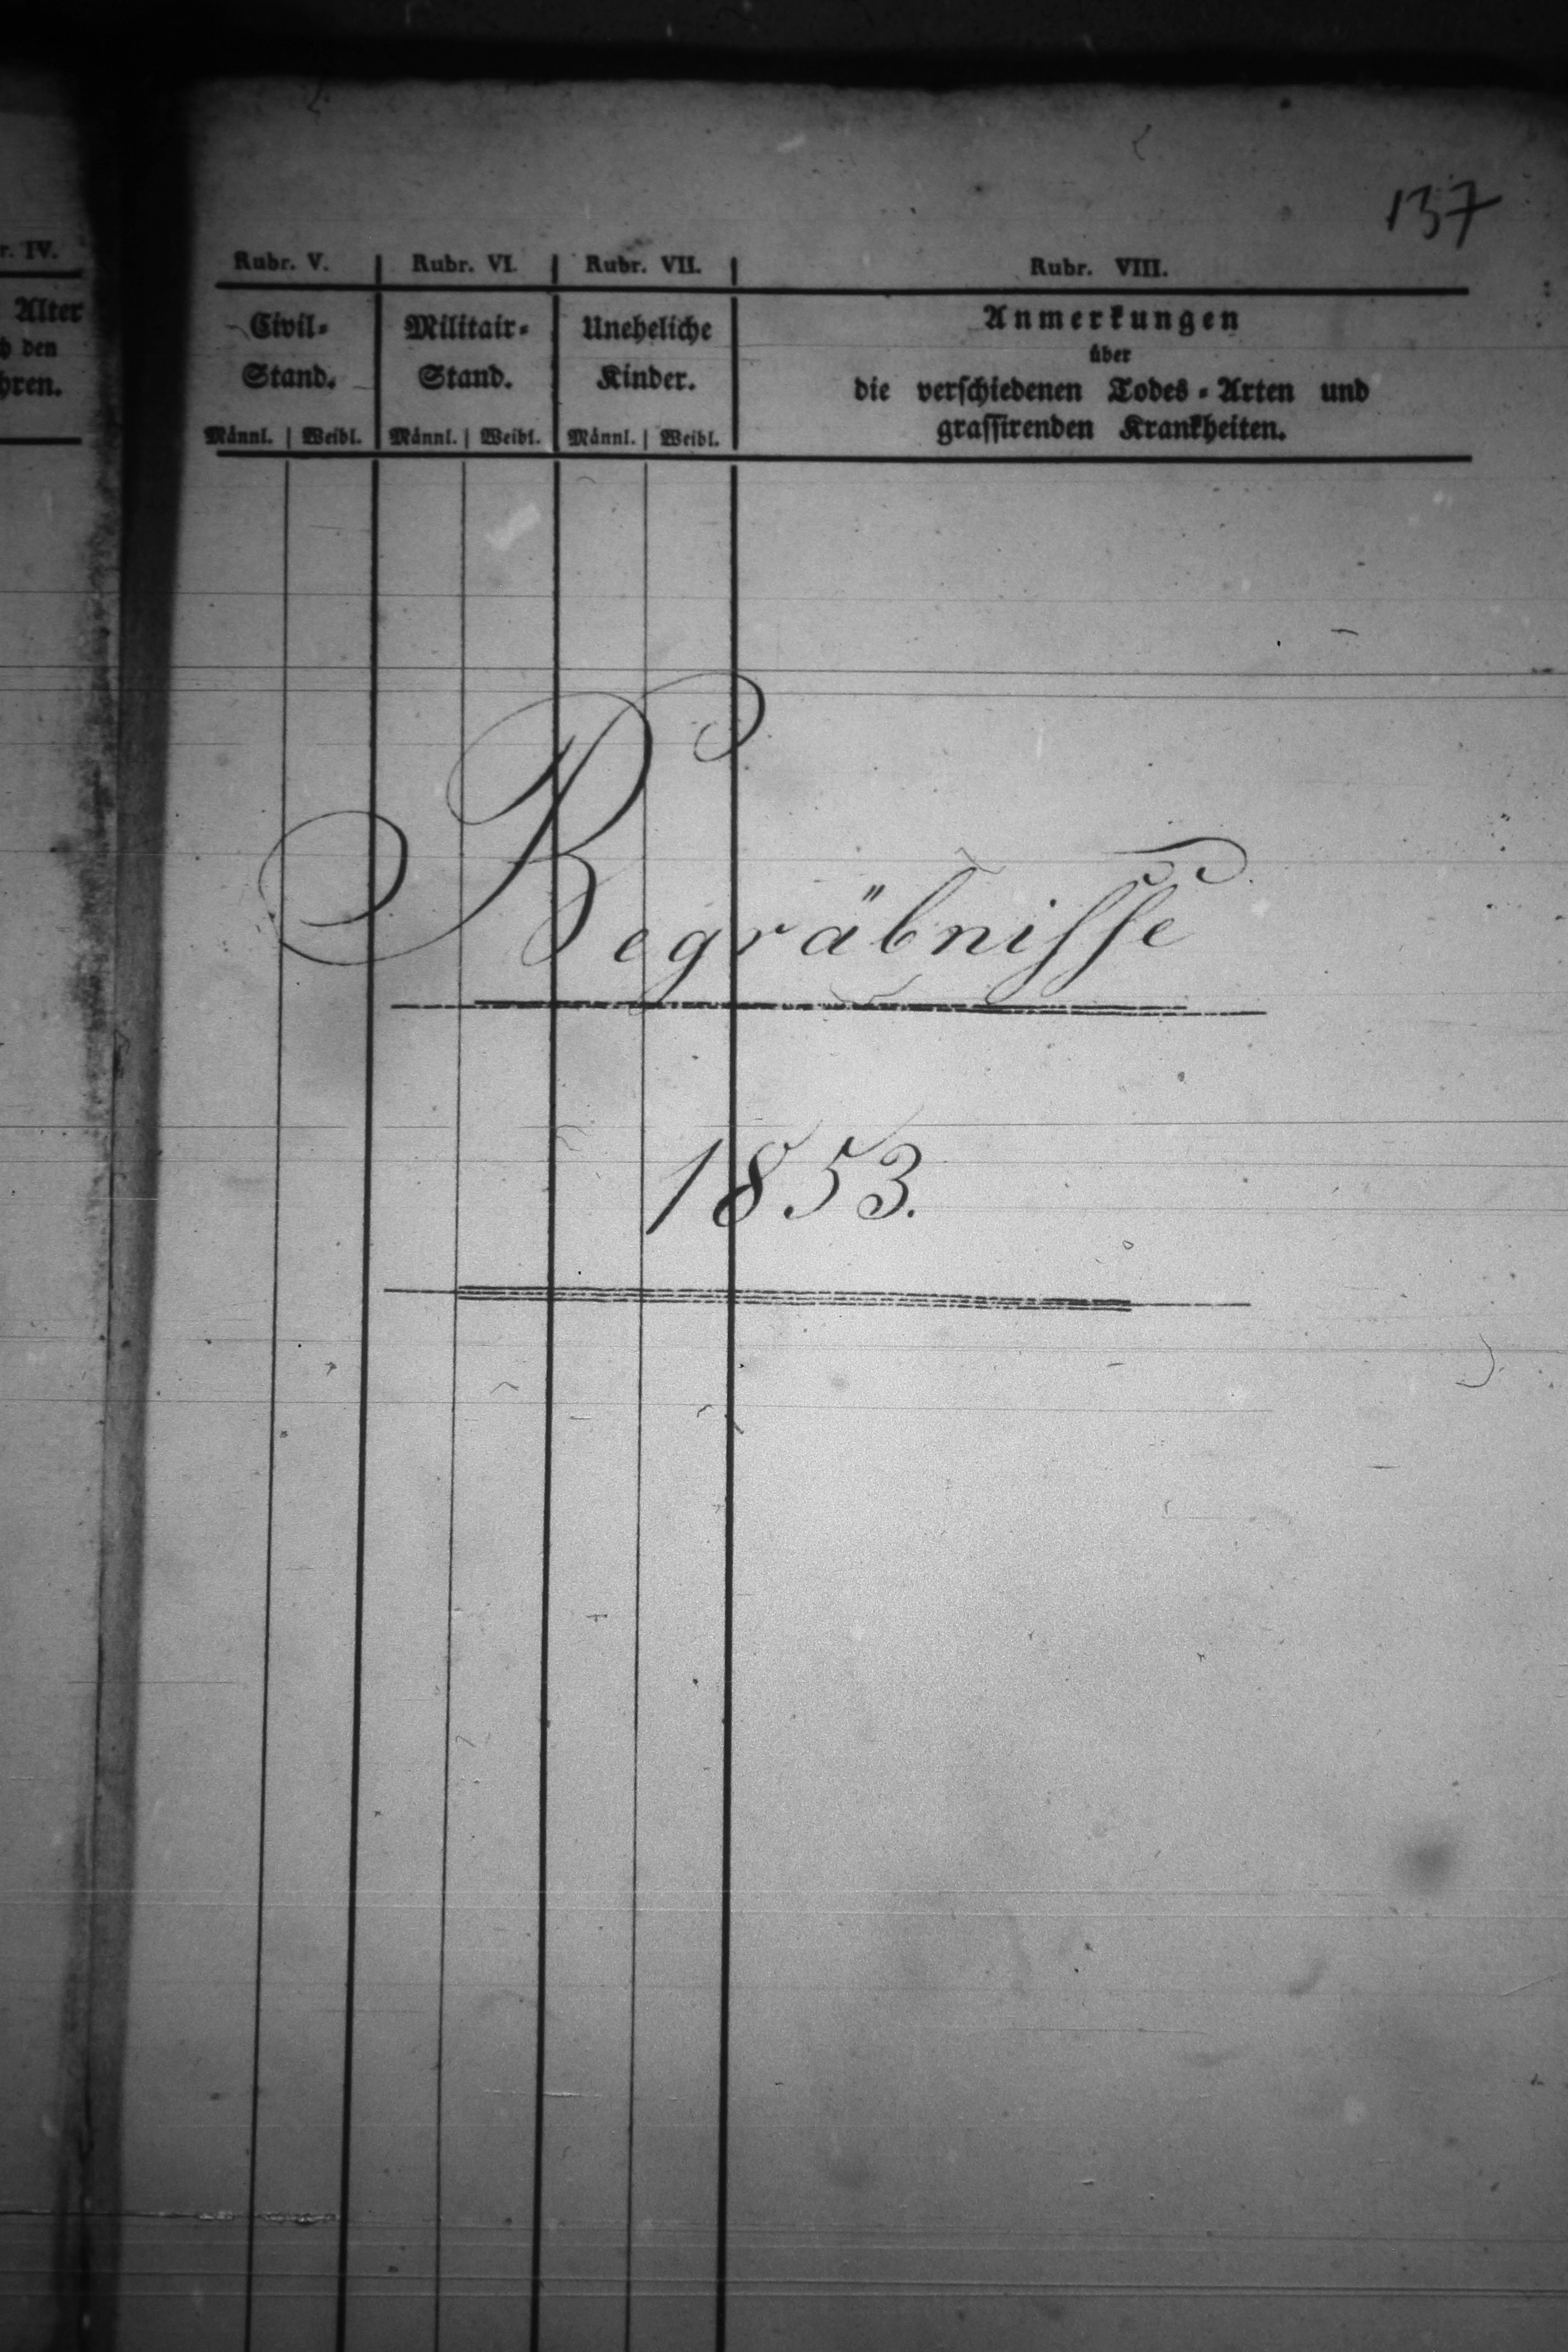 137
r. IV.
Alter
h den
hren.
Rubr. V.
Civil-
Stand.
Männl. | Weibl.
Rubr. VI.
Militair-
Stand.
Männl. | Weibl.
Rubr. VII.
Uneheliche
Kinder.
Männl. | Weibl.
Rubr. VIII.
Anmerkungen
über
die verschiedenen Todes-Arten und
grassirenden Krankheiten.
Begräbnisse
1853.